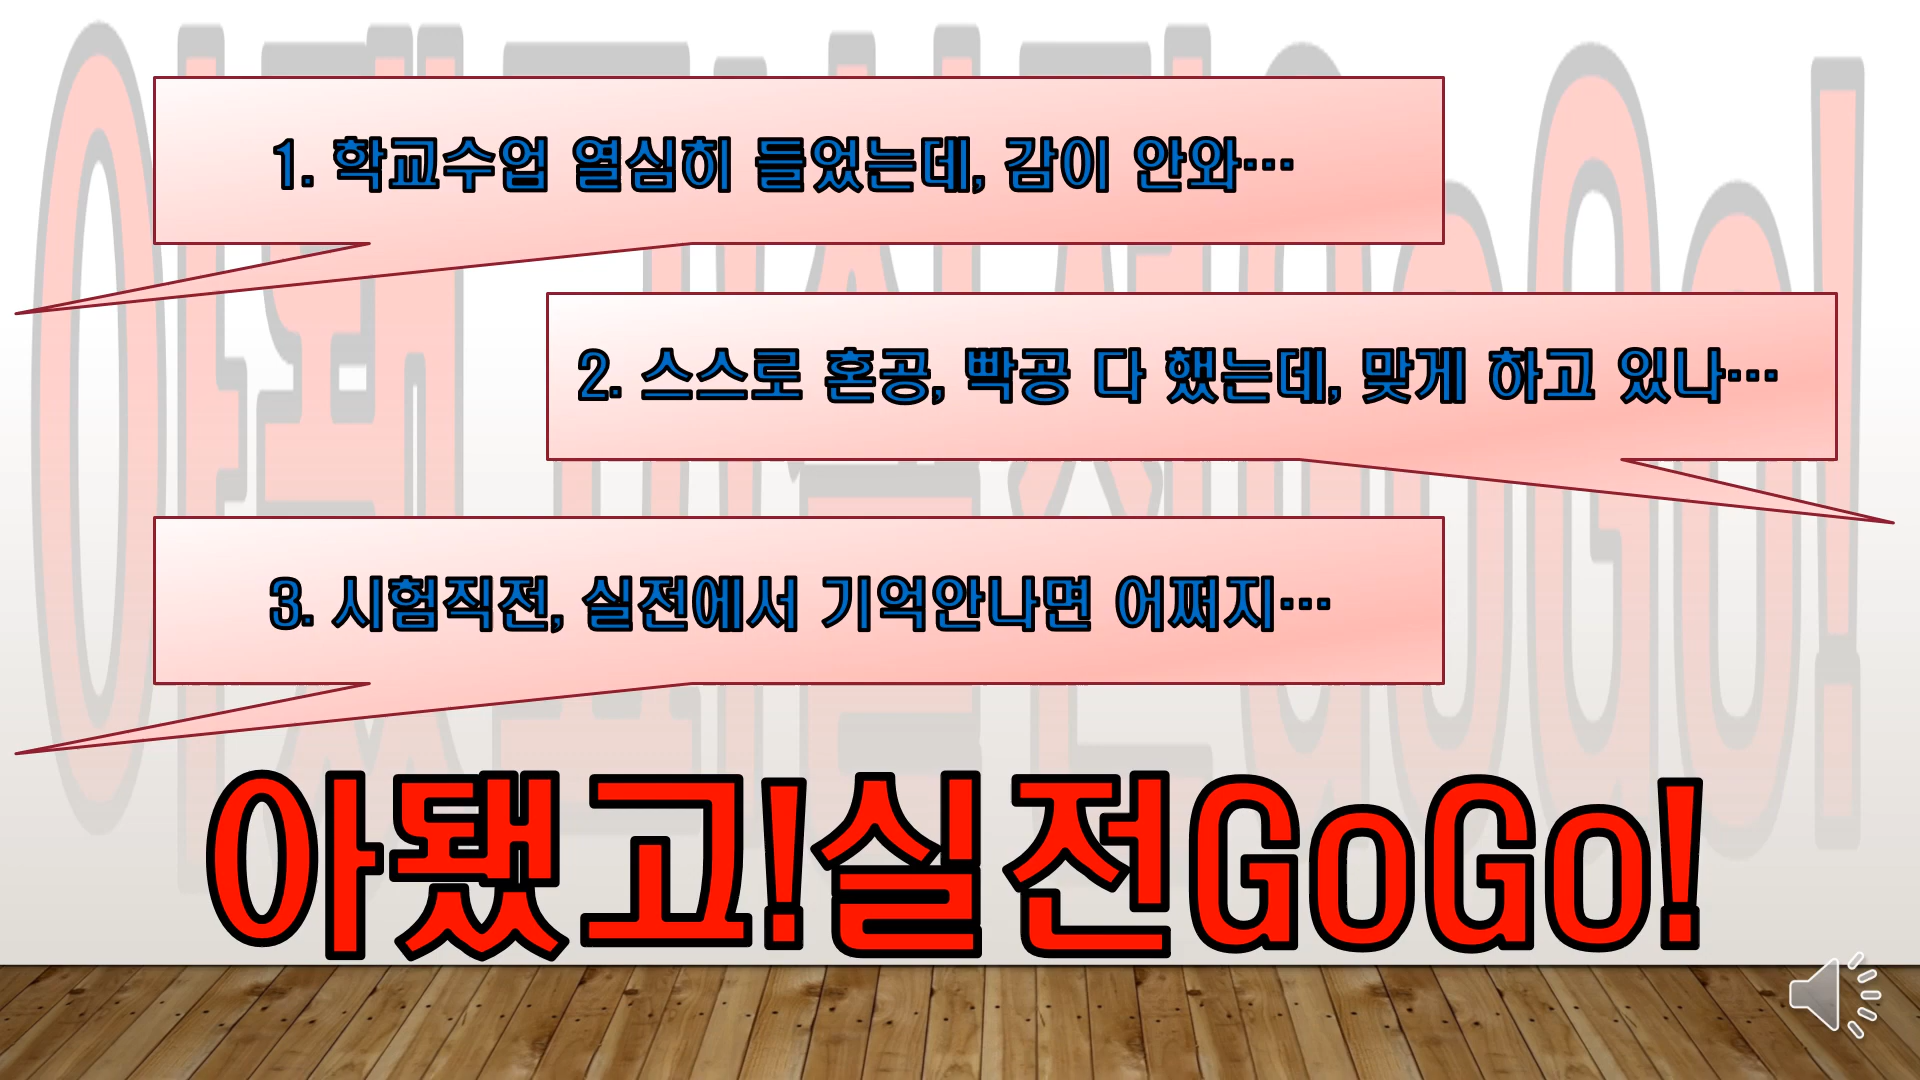 1. 학교수업 열심히 들었는데, 감이 안와…
2. 스스로 혼공, 빡공 다 했는데, 맞게 하고 있나…
3. 시험직전, 실전에서 기억안나면 어쩌지…
아됐고!실전GoGo!